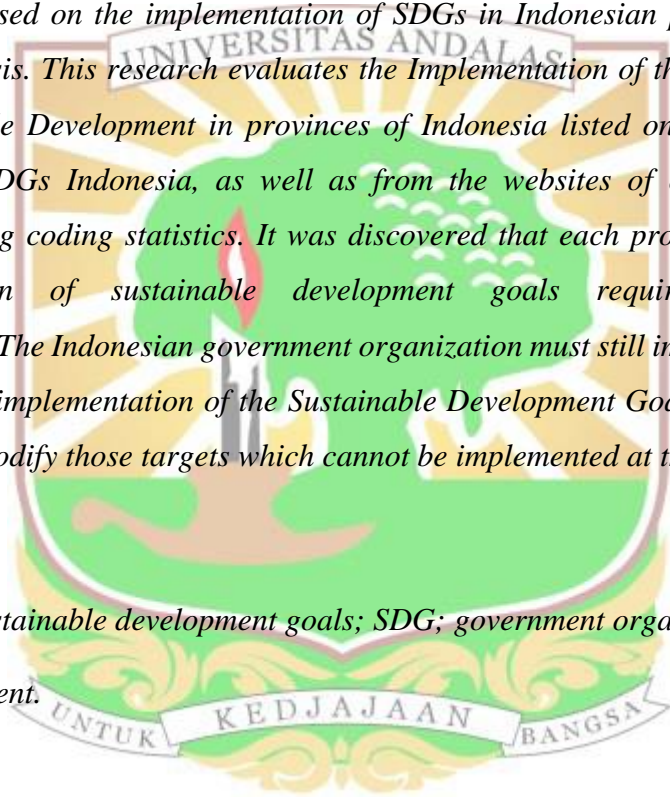 sed on the implementation of SDGs in Indonesian p
UNIVERSITAS ANDALAS
is. This research evaluates the Implementation of th
e Development in provinces of Indonesia listed on
DGs Indonesia, as well as from the websites of
g coding statistics. It was discovered that each pro
n of sustainable development goals requir
The Indonesian government organization must still in
implementation of the Sustainable Development Goa
odify those targets which cannot be implemented at t
stainable development goals; SDG; government orga
ent.
UNTUK KEDJAJAAN BANGSA